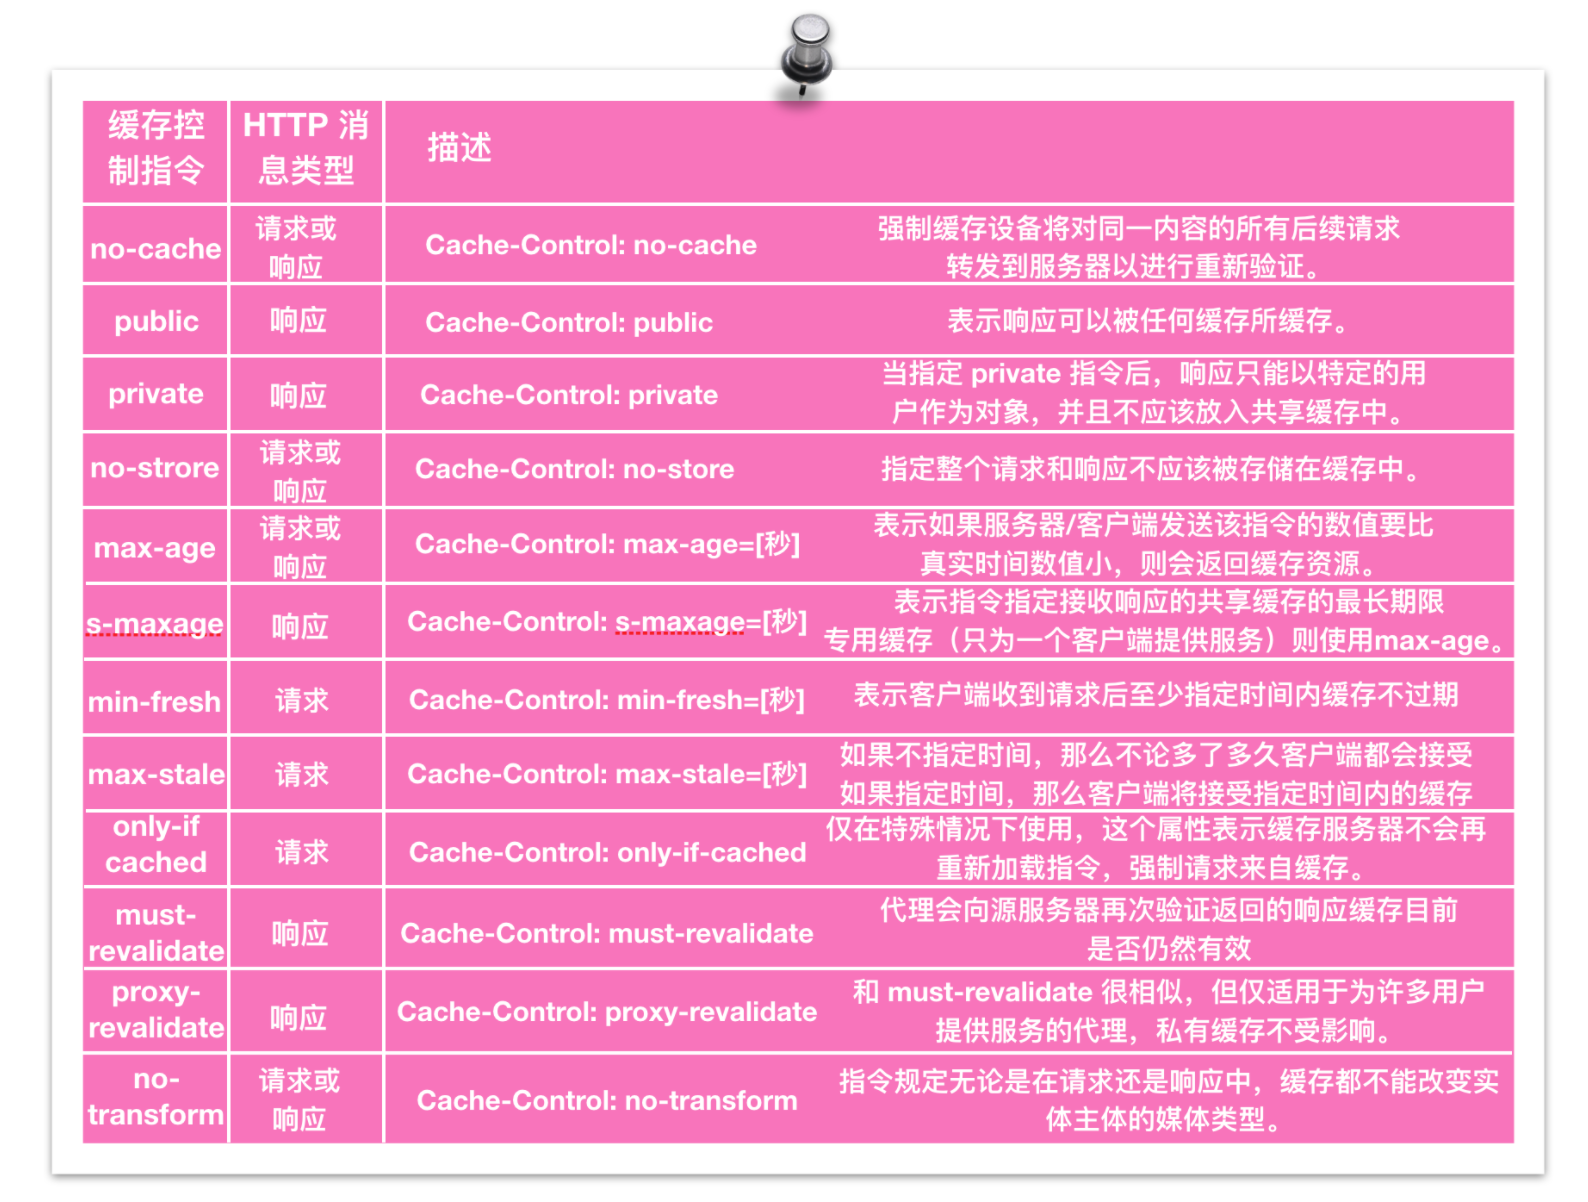 缓存控
制指令
HTTP 消
息类型
描述
no-cache
请求或
响应
Cache-Control: no-cache
强制缓存设备将对同一内容的所有后续请求
转发到服务器以进行重新验证。
public
响应
Cache-Control: public
表示响应可以被任何缓存所缓存。
private
响应
Cache-Control: private
当指定 private 指令后，响应只能以特定的用
户作为对象，并且不应该放入共享缓存中。
no-strore
请求或
响应
Cache-Control: no-store
指定整个请求和响应不应该被存储在缓存中。
max-age
请求或
响应
Cache-Control: max-age=[秒]
表示如果服务器/客户端发送该指令的数值要比
真实时间数值小，则会返回缓存资源。
s-maxage
响应
Cache-Control: s-maxage=[秒]
表示指令指定接收响应的共享缓存的最长期限
专用缓存（只为一个客户端提供服务）则使用max-age。
min-fresh
请求
Cache-Control: min-fresh=[秒]
表示客户端收到请求后至少指定时间内缓存不过期
max-stale
请求
Cache-Control: max-stale=[秒]
如果不指定时间，那么不论多了多久客户端都会接受
如果指定时间，那么客户端将接受指定时间内的缓存
only-if
cached
请求
Cache-Control: only-if-cached
仅在特殊情况下使用，这个属性表示缓存服务器不会再
重新加载指令，强制请求来自缓存。
must-
revalidate
响应
Cache-Control: must-revalidate
代理会向源服务器再次验证返回的响应缓存目前
是否仍然有效
proxy-
revalidate
响应
Cache-Control: proxy-revalidate
和 must-revalidate 很相似，但仅适用于为许多用户
提供服务的代理，私有缓存不受影响。
no-
transform
请求或
响应
Cache-Control: no-transform
指令规定无论是在请求还是响应中，缓存都不能改变实
体主体的媒体类型。